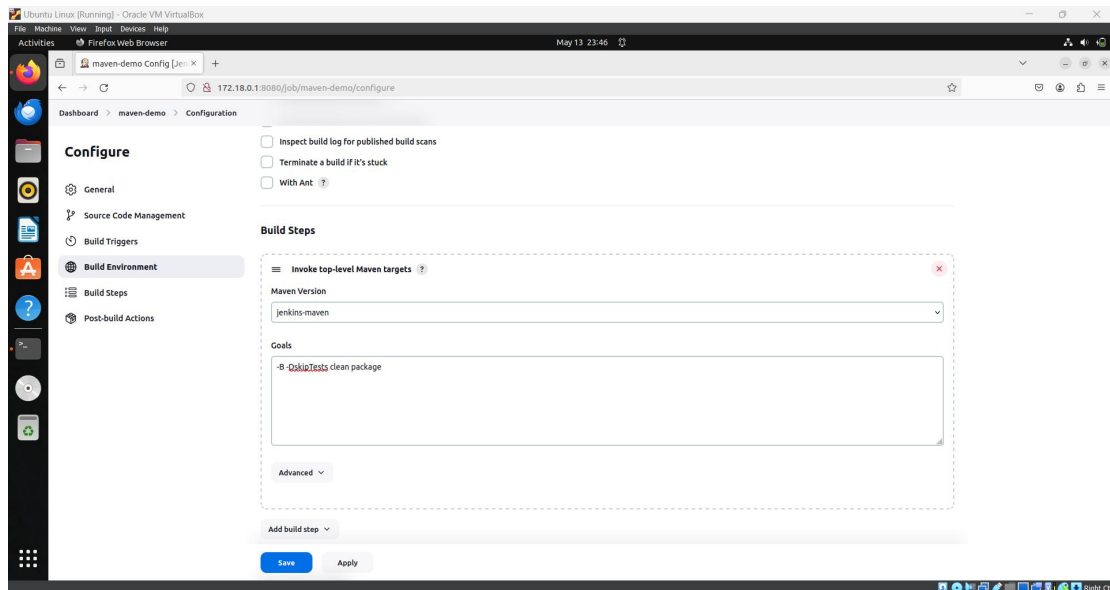 Ubuntu Linux [Running] - Oracle VM VirtualBox
File Machine View Input Devices Help
Activities Firefox Web Browser May 13 23:46
maven-demo Config [Jen
172.18.0.1:8080/job/maven-demo/configure
Dashboard > maven-demo > Configuration
Configure
General
Source Code Management
Build Triggers
Build Environment
Build Steps
Post-build Actions
Inspect build log for published build scans
Terminate a build if it's stuck
With Ant ?
Build Steps
Invoke top-level Maven targets ?
Maven Version
jenkins-maven
Goals
-B -DskipTests clean package
Advanced
Add build step
Save Apply
Right Ct